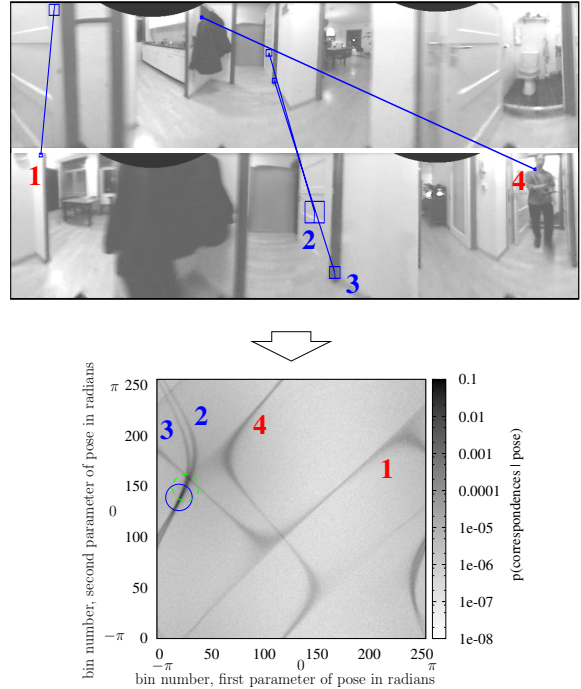 1
4
2
3
π 250
200
150
0
100
50
−π 0
3
2
4
1
0 50 100 150 200 250
−π 0 π
bin number, first parameter of pose in radians
bin number, second parameter of pose in radians
0.1
0.01
0.001
0.0001
1e-05
1e-06
1e-07
1e-08
p(correspondences | pose)